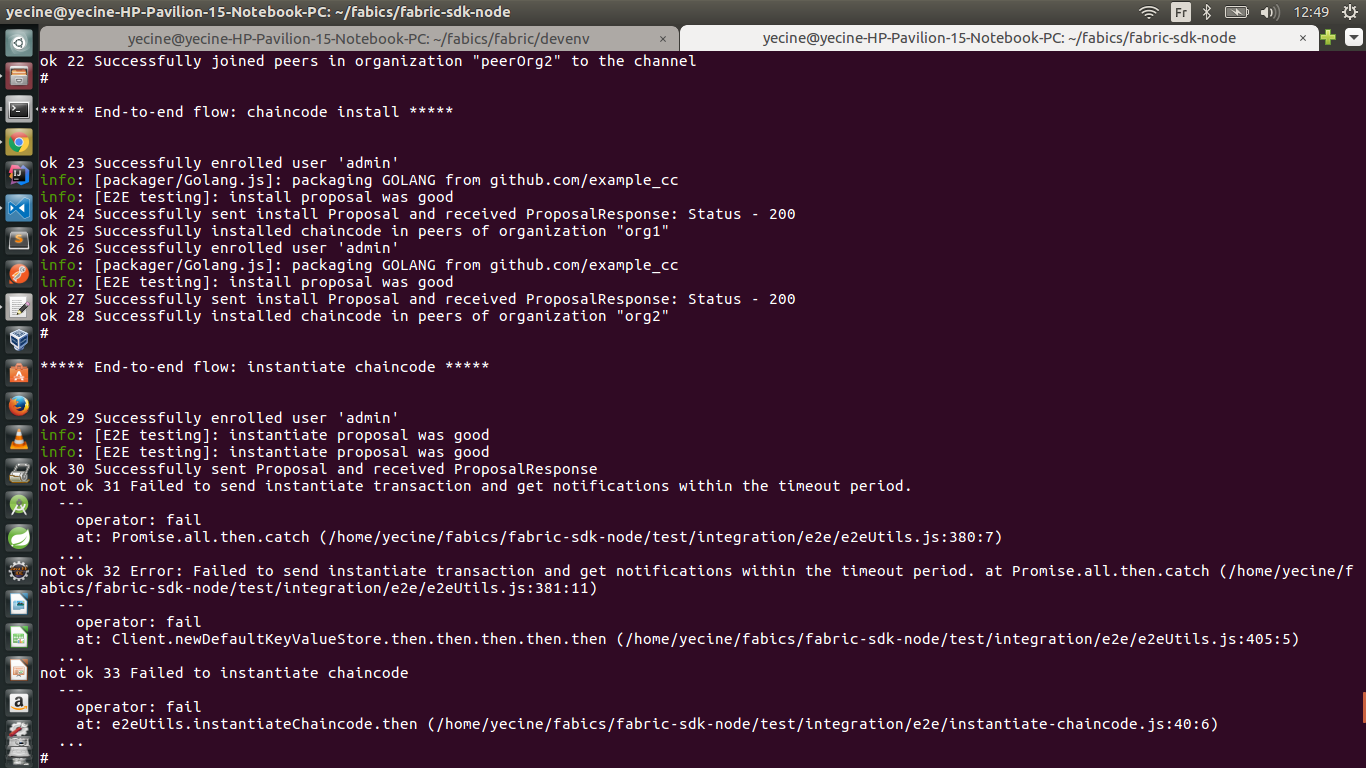 yecine@yecine-HP-Pavilion-15-Notebook-PC: ~/fabics/fabric-sdk-node
Fr
12:49
yecine@yecine-HP-Pavilion-15-Notebook-PC: ~/fabics/fabric/devenv ×
yecine@yecine-HP-Pavilion-15-Notebook-PC: ~/fabics/fabric-sdk-node ×
ok 22 Successfully joined peers in organization "peerOrg2" to the channel
#
***** End-to-end flow: chaincode install *****
ok 23 Successfully enrolled user 'admin'
info: [packager/Golang.js]: packaging GOLANG from github.com/example_cc
info: [E2E testing]: install proposal was good
ok 24 Successfully sent install Proposal and received ProposalResponse: Status - 200
ok 25 Successfully installed chaincode in peers of organization "org1"
ok 26 Successfully enrolled user 'admin'
info: [packager/Golang.js]: packaging GOLANG from github.com/example_cc
info: [E2E testing]: install proposal was good
ok 27 Successfully sent install Proposal and received ProposalResponse: Status - 200
ok 28 Successfully installed chaincode in peers of organization "org2"
#
***** End-to-end flow: instantiate chaincode *****
ok 29 Successfully enrolled user 'admin'
info: [E2E testing]: instantiate proposal was good
info: [E2E testing]: instantiate proposal was good
ok 30 Successfully sent Proposal and received ProposalResponse
not ok 31 Failed to send instantiate transaction and get notifications within the timeout period.
---
operator: fail
at: Promise.all.then.catch (/home/yecine/fabics/fabric-sdk-node/test/integration/e2e/e2eUtils.js:380:7)
...
not ok 32 Error: Failed to send instantiate transaction and get notifications within the timeout period. at Promise.all.then.catch (/home/yecine/f
abics/fabric-sdk-node/test/integration/e2e/e2eUtils.js:381:11)
---
operator: fail
at: Client.newDefaultKeyValueStore.then.then.then.then.then (/home/yecine/fabics/fabric-sdk-node/test/integration/e2e/e2eUtils.js:405:5)
...
not ok 33 Failed to instantiate chaincode
---
operator: fail
at: e2eUtils.instantiateChaincode.then (/home/yecine/fabics/fabric-sdk-node/test/integration/e2e/instantiate-chaincode.js:40:6)
...
#